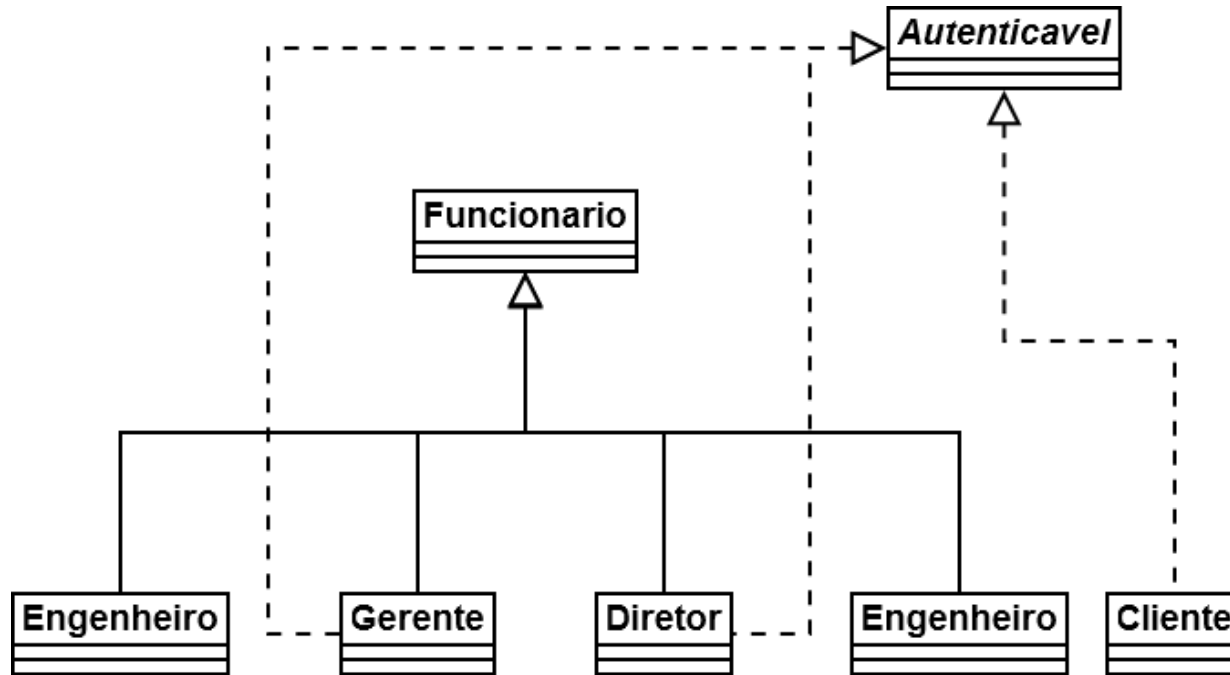 Autenticavel
Funcionario
Engenheiro
Gerente
Diretor
Engenheiro
Cliente